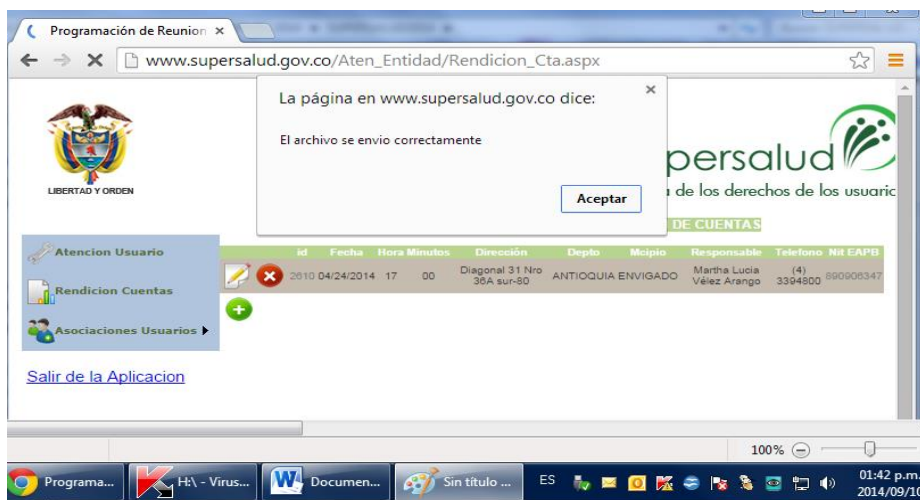 Programación de Reunion
www.supersalud.gov.co/Aten_Entidad/Rendicion_Cta.aspx
La página en www.supersalud.gov.co dice:
El archivo se envio correctamente
Aceptar
LIBERTAD Y ORDEN
persalud
de los derechos de los usuario
DE CUENTAS
Atencion Usuario
Rendicion Cuentas
Asociaciones Usuarios
Salir de la Aplicacion
id Fecha Hora Minutos Dirección Depto Mcipio Responsable Telefono Nit EAPB
2610 04/24/2014 17 00 Diagonal 31 Nro 36A sur-80 ANTIOQUIA ENVIGADO Martha Lucia Vélez Arango (4) 3394800 890906347
100%
Programa...
H:\ - Virus...
Documen...
Sin título ...
ES
01:42 p.m
2014/09/10